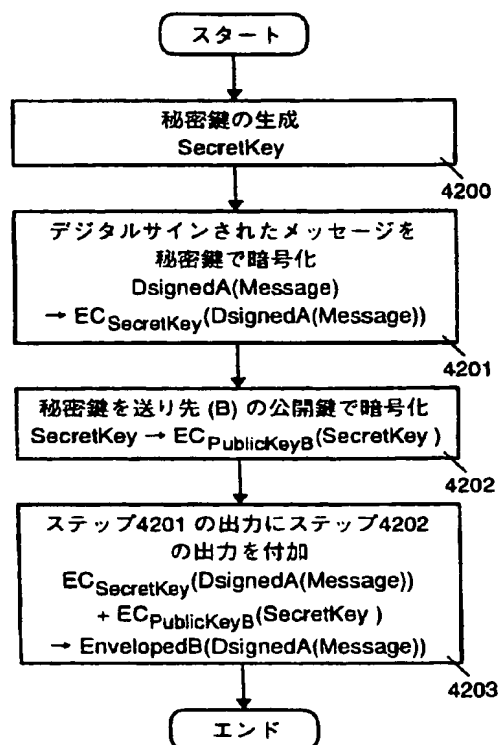 スタート
秘密鍵の生成
SecretKey
4200
デジタルサインされたメッセージを
秘密鍵で暗号化
DsignedA(Message)
→ ECSecretKey(DsignedA(Message))
4201
秘密鍵を送り先 (B) の公開鍵で暗号化
SecretKey → ECPublicKeyB(SecretKey )
4202
ステップ4201 の出力にステップ4202
の出力を付加
ECSecretKey(DsignedA(Message))
+ ECPublicKeyB(SecretKey )
→ EnvelopedB(DsignedA(Message))
4203
エンド